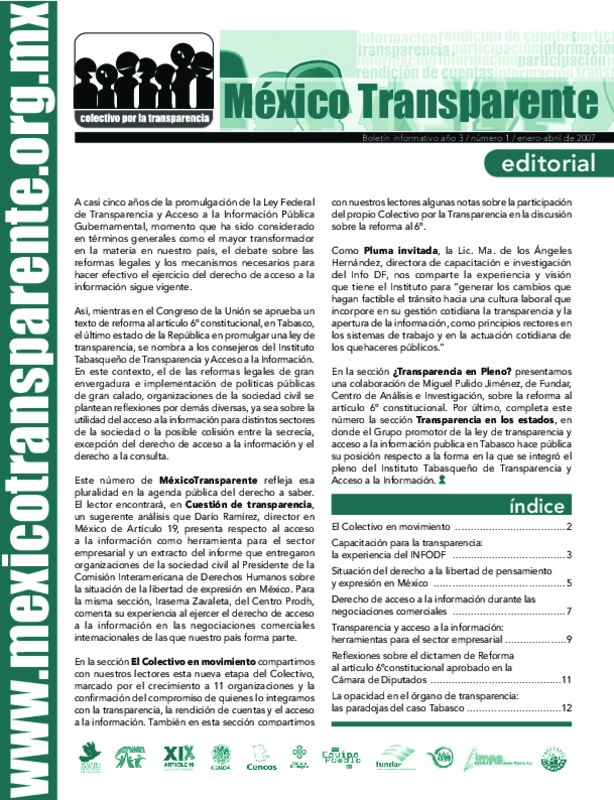 www.mexicotransparente.org.mx
colectivo por la transparencia
información rendición de cuentas
transparencia participación información
información participación
rendición de cuentas
México Transparente
Boletín informativo año 3 / número 1 / enero-abril de 2007
editorial
A casi cinco años de la promulgación de la Ley Federal
de Transparencia y Acceso a la Información Pública
Gubernamental, momento que ha sido considerado
en términos generales como el mayor transformador
en la materia en nuestro país, el debate sobre las
reformas legales y los mecanismos necesarios para
hacer efectivo el ejercicio del derecho de acceso a la
información sigue vigente.
Así, mientras en el Congreso de la Unión se aprueba un
texto de reforma al artículo 6º constitucional, en Tabasco,
el último estado de la República en promulgar una ley de
transparencia, se nombra a los consejeros del Instituto
Tabasqueño de Transparencia y Acceso a la Información.
En este contexto, el de las reformas legales de gran
envergadura e implementación de políticas públicas
de gran calado, organizaciones de la sociedad civil se
plantean reflexiones por demás diversas, ya sea sobre la
utilidad del acceso a la información para distintos sectores
de la sociedad o la posible colisión entre la secrecía,
excepción del derecho de acceso a la información y el
derecho a la consulta.
Este número de MéxicoTransparente refleja esa
pluralidad en la agenda pública del derecho a saber.
El lector encontrará, en Cuestión de transparencia,
un sugerente análisis que Darío Ramírez, director en
México de Artículo 19, presenta respecto al acceso
a la información como herramienta para el sector
empresarial y un extracto del informe que entregaron
organizaciones de la sociedad civil al Presidente de la
Comisión Interamericana de Derechos Humanos sobre
la situación de la libertad de expresión en México. Para
la misma sección, Irasema Zavaleta, del Centro Prodh,
comenta su experiencia al ejercer el derecho de acceso
a la información en las negociaciones comerciales
internacionales de las que nuestro país forma parte.
En la sección El Colectivo en movimiento compartimos
con nuestros lectores esta nueva etapa del Colectivo,
marcado por el crecimiento a 11 organizaciones y la
confirmación del compromiso de quienes lo integramos
con la transparencia, la rendición de cuentas y el acceso
a la información. También en esta sección compartimos
con nuestros lectores algunas notas sobre la participación
del propio Colectivo por la Transparencia en la discusión
sobre la reforma al 6º.
Como Pluma invitada, la Lic. Ma. de los Ángeles
Hernández, directora de capacitación e investigación
del Info DF, nos comparte la experiencia y visión
que tiene el Instituto para “generar los cambios que
hagan factible el tránsito hacia una cultura laboral que
incorpore en su gestión cotidiana la transparencia y la
apertura de la información, como principios rectores en
los sistemas de trabajo y en la actuación cotidiana de
los quehaceres públicos.”
En la sección ¿Transparencia en Pleno? presentamos
una colaboración de Miguel Pulido Jiménez, de Fundar,
Centro de Análisis e Investigación, sobre la reforma al
artículo 6º constitucional. Por último, completa este
número la sección Transparencia en los estados, en
donde el Grupo promotor de la ley de transparencia y
acceso a la información publica en Tabasco hace pública
su posición respecto a la forma en la que se integró el
pleno del Instituto Tabasqueño de Transparencia y
Acceso a la Información.
índice
El Colectivo en movimiento ........................... 2
Capacitación para la transparencia:
la experiencia del INFODF ........................... 3
Situación del derecho a la libertad de pensamiento
y expresión en México ........................... 5
Derecho de acceso a información durante las
negociaciones comerciales ........................... 7
Transparencia y acceso a la información:
herramientas para el sector empresarial ................... 9
Reflexiones sobre el dictamen de Reforma
al artículo 6ºconstitucional aprobado en la
Cámara de Diputados ........................... 11
La opacidad en el órgano de transparencia:
las paradojas del caso Tabasco ........................... 12
XIX
ARTICLE 19
Cencos
Equipo
Pueblo
fundar